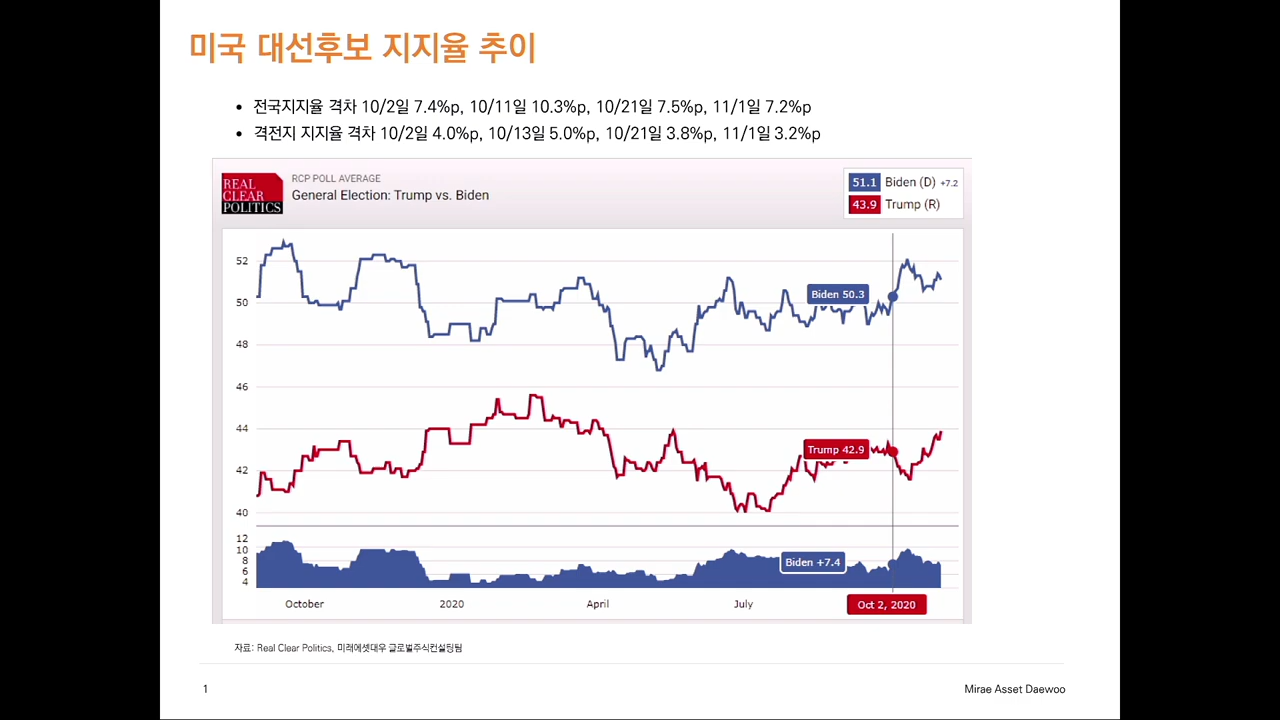 미국 대선후보 지지율 추이
• 전국지지율 격차 10/2일 7.4%p, 10/11일 10.3%p, 10/21일 7.5%p, 11/1일 7.2%p
• 격전지 지지율 격차 10/2일 4.0%p, 10/13일 5.0%p, 10/21일 3.8%p, 11/1일 3.2%p
REAL
CLEAR
POLITICS
RCP POLL AVERAGE
General Election: Trump vs. Biden
51.1 Biden (D) +7.2
43.9 Trump (R)
52
50
48
46
44
42
40
Biden 50.3
Trump 42.9
12
10
8
6
4
Biden +7.4
October 2020 April July Oct 2, 2020
자료: Real Clear Politics, 미래에셋대우 글로벌주식컨설팅팀
1 Mirae Asset Daewoo